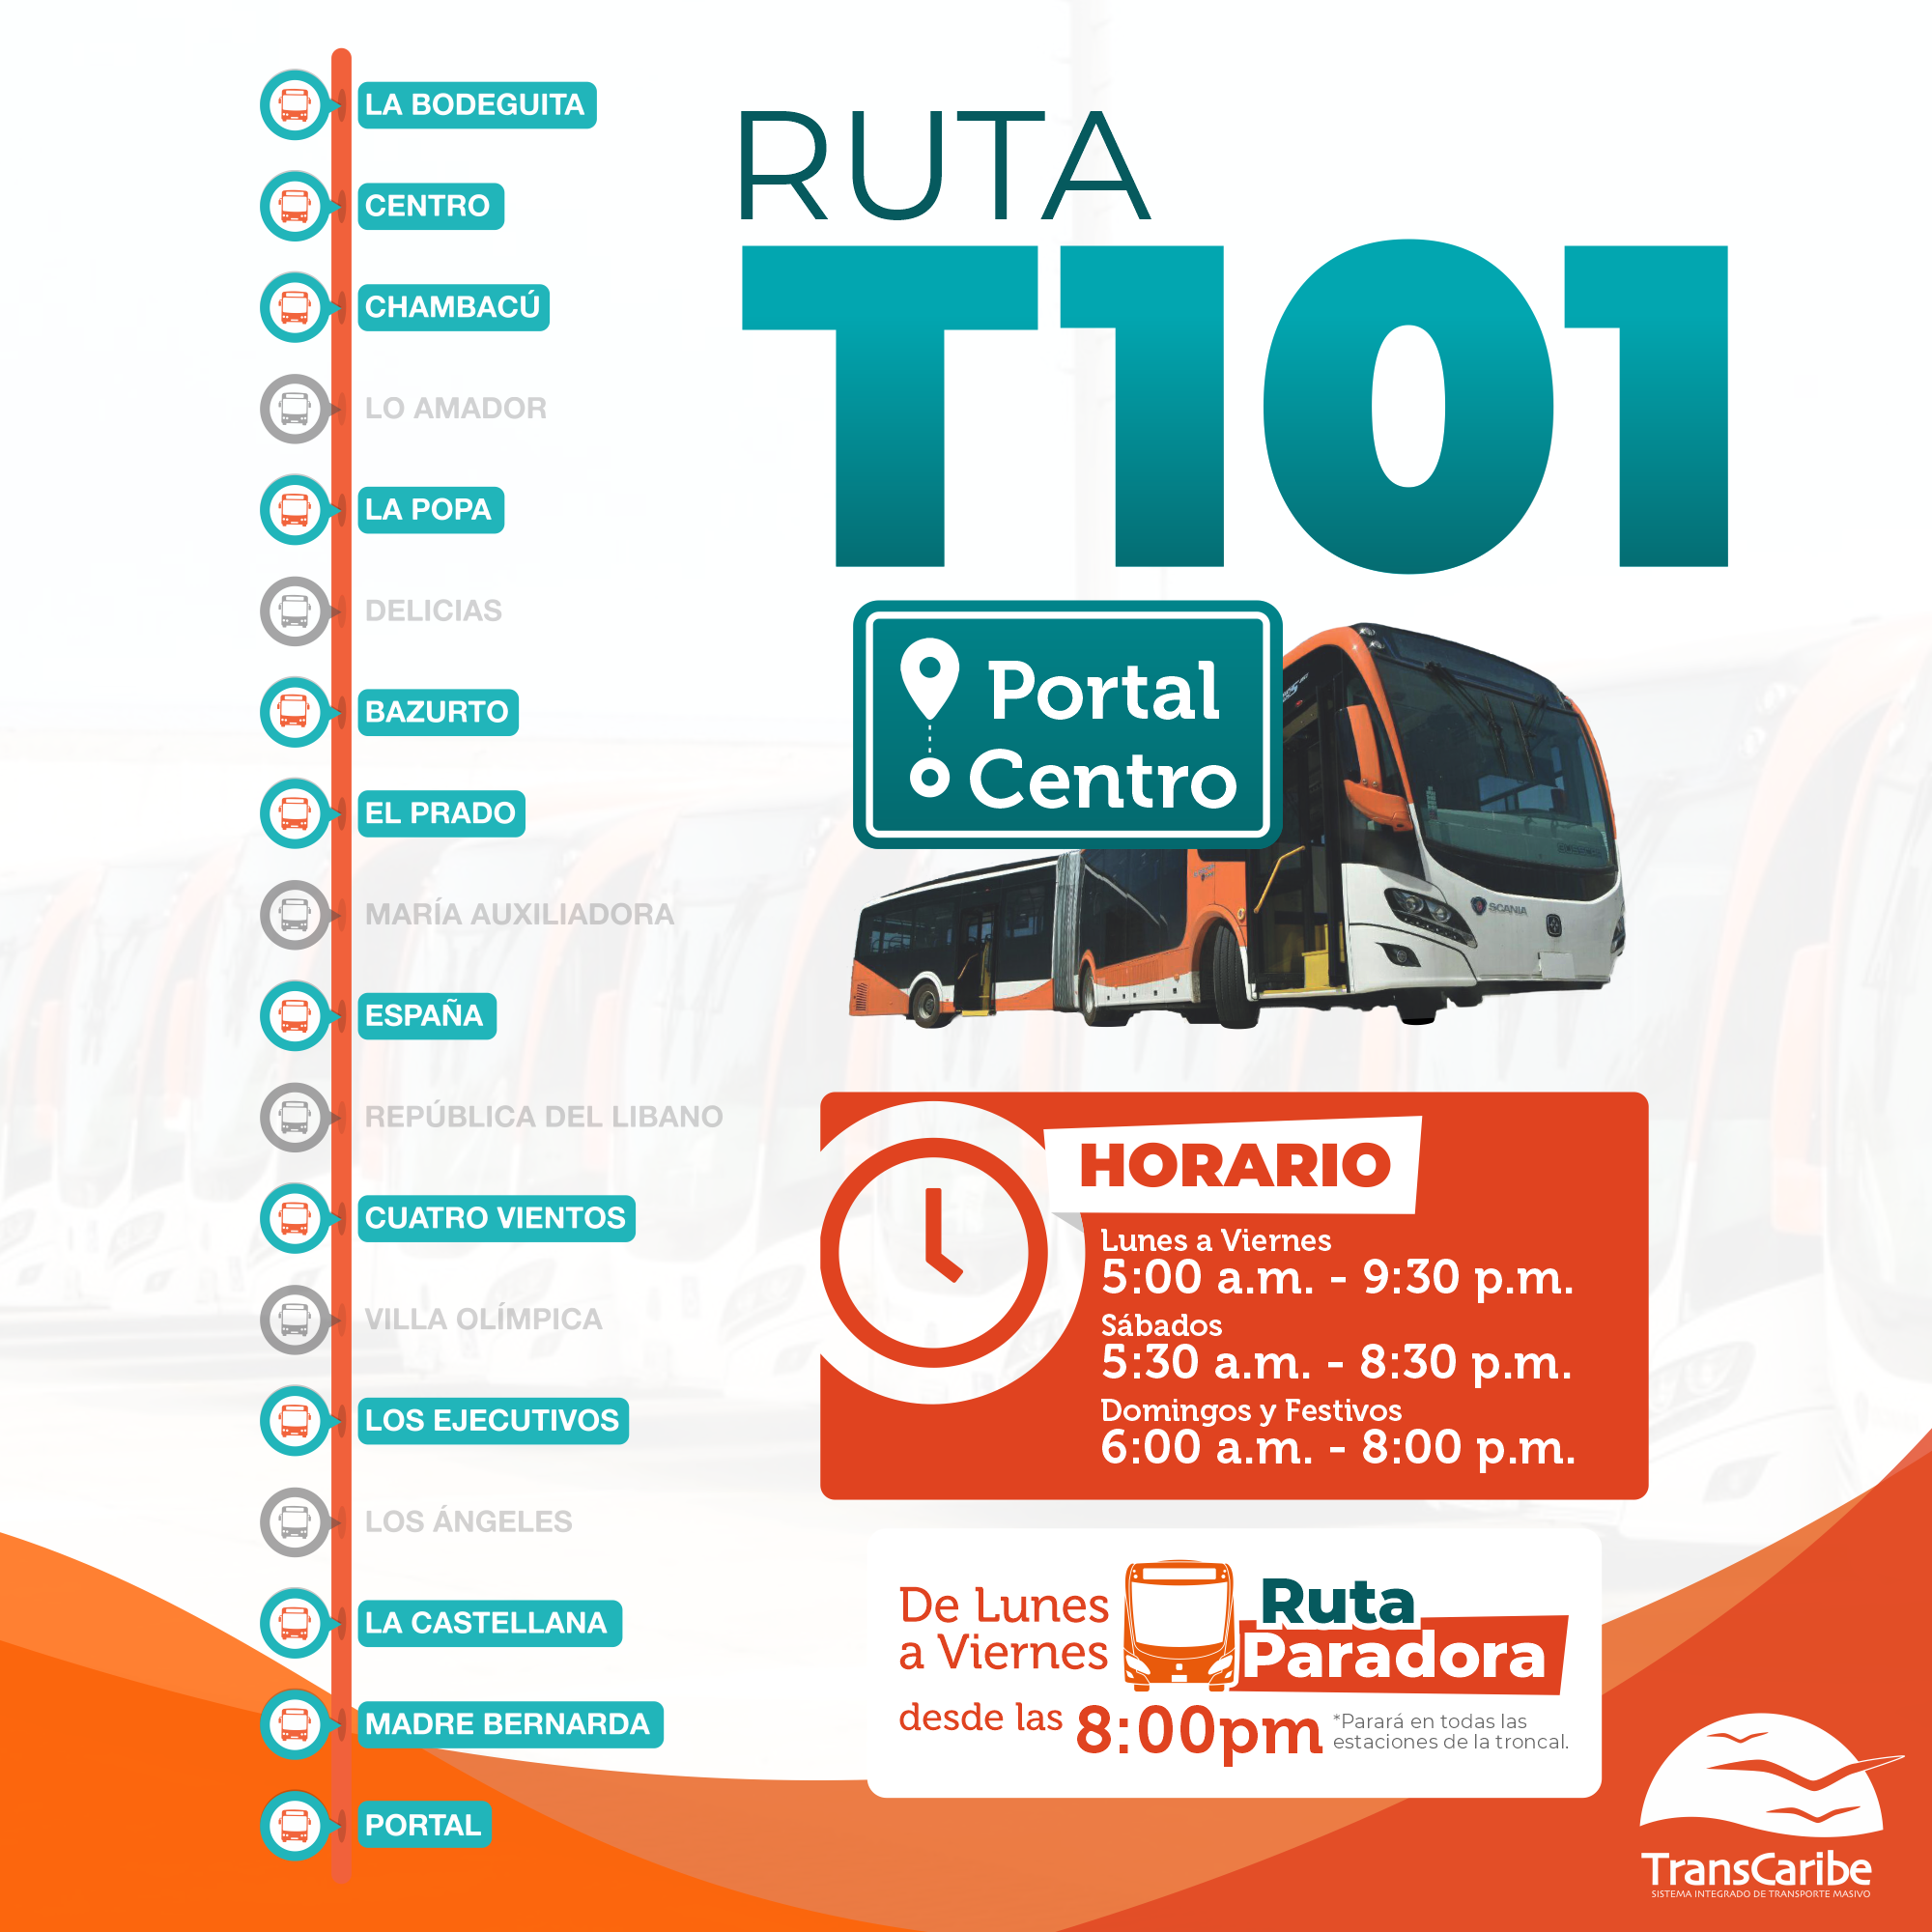 LA BODEGUITA
CENTRO
CHAMBACÚ
LO AMADOR
LA POPA
DELICIAS
BAZURTO
EL PRADO
MARÍA AUXILIADORA
ESPAÑA
REPÚBLICA DEL LIBANO
CUATRO VIENTOS
VILLA OLÍMPICA
LOS EJECUTIVOS
LOS ÁNGELES
LA CASTELLANA
MADRE BERNARDA
PORTAL
RUTA
T101
Portal
Centro
SCANIA
HORARIO
Lunes a Viernes
5:00 a.m. - 9:30 p.m.
Sábados
5:30 a.m. - 8:30 p.m.
Domingos y Festivos
6:00 a.m. - 8:00 p.m.
De Lunes
a Viernes
Ruta
Paradora
desde las 8:00pm
*Parará en todas las
estaciones de la troncal.
TransCaribe
SISTEMA INTEGRADO DE TRANSPORTE MASIVO